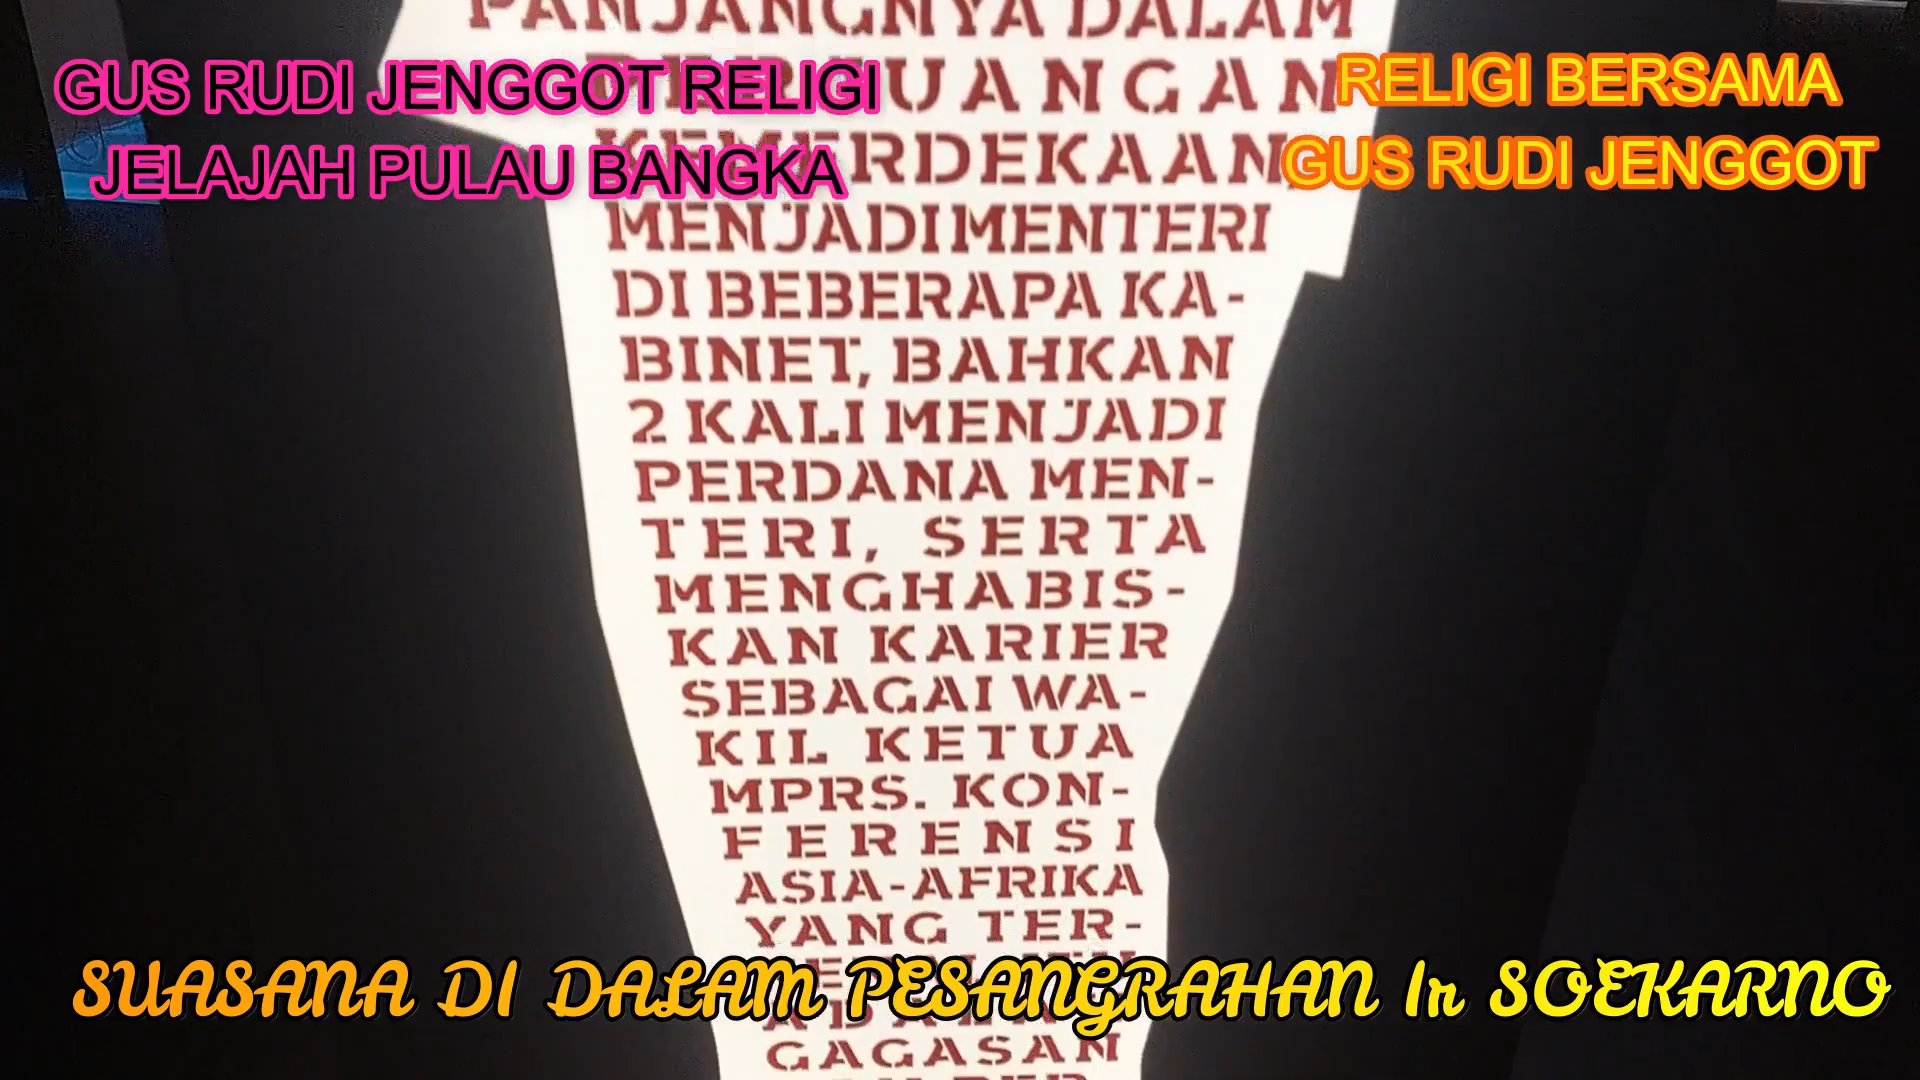 GUS RUDI JENGGOT RELIGI
JELAJAH PULAU BANGKA
RELIGI BERSAMA
GUS RUDI JENGGOT
PANJANGNYA DALAM
KEMERDEKAAN,
MENJADI MENTERI
DI BEBERAPA KA-
BINET, BAHKAN
2 KALI MENJADI
PERDANA MEN-
TERI, SERTA
MENGHABIS-
KAN KARIER
SEBAGAI WA-
KIL KETUA
MPRS. KON-
FERENSI
ASIA-AFRIKA
YANG TER-
GAGASAN
SUASANA DI DALAM PESANGRAHAN Ir SOEKARNO